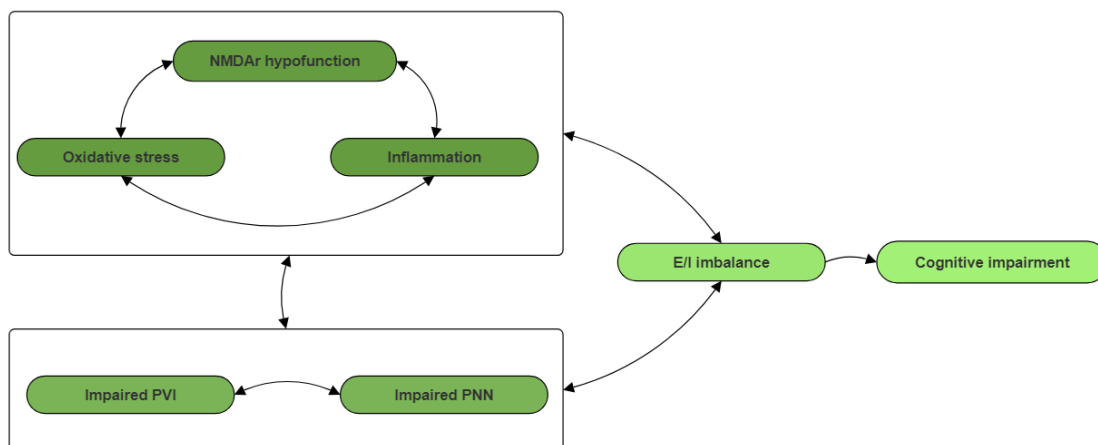 NMDAr hypofunction
Oxidative stress
Inflammation
E/I imbalance
Cognitive impairment
Impaired PVI
Impaired PNN